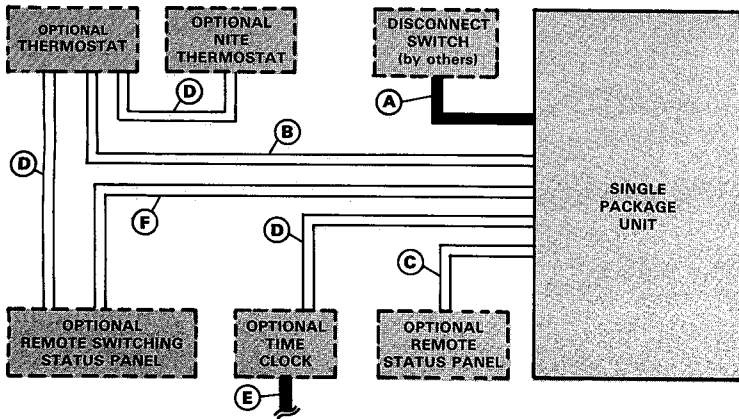 OPTIONAL
THERMOSTAT
OPTIONAL
NITE
THERMOSTAT
DISCONNECT
SWITCH
(by others)
D
A
B
D
F
D
C
SINGLE
PACKAGE
UNIT
OPTIONAL
REMOTE SWITCHING
STATUS PANEL
OPTIONAL
TIME
CLOCK
OPTIONAL
REMOTE
STATUS PANEL
E